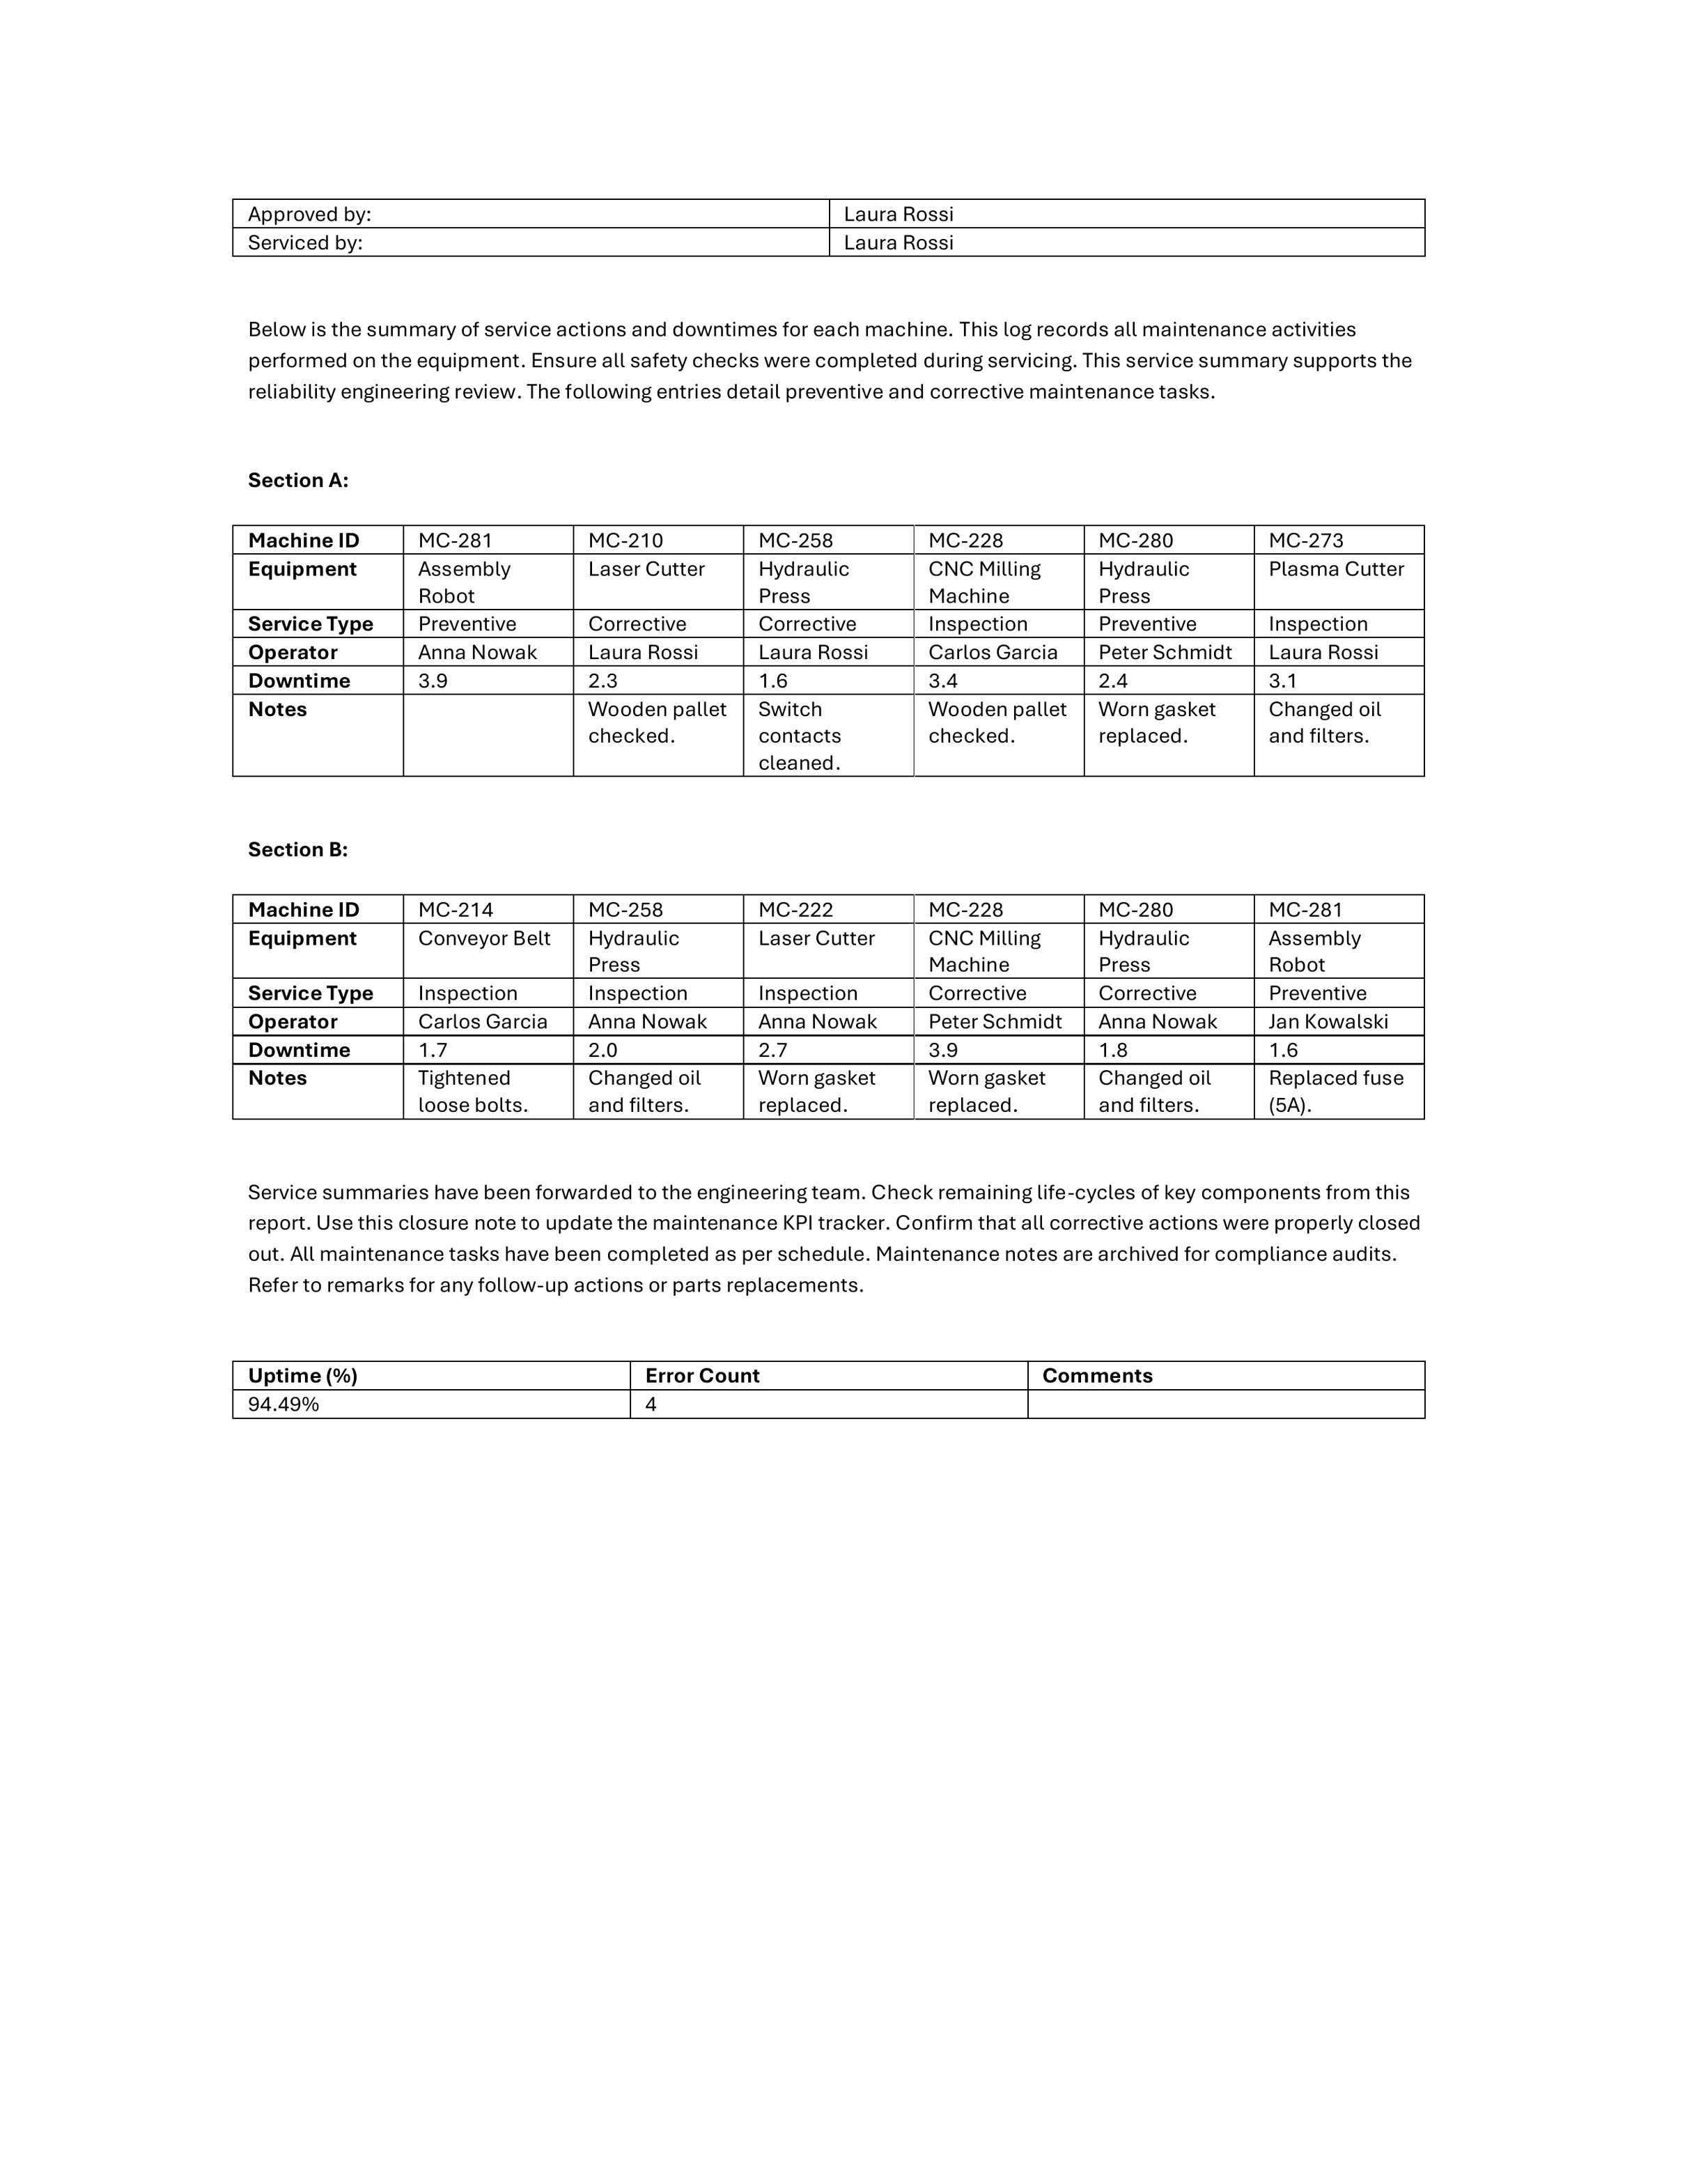 Approved by: Laura Rossi
Serviced by: Laura Rossi
Below is the summary of service actions and downtimes for each machine. This log records all maintenance activities
performed on the equipment. Ensure all safety checks were completed during servicing. This service summary supports the
reliability engineering review. The following entries detail preventive and corrective maintenance tasks.
Section A:
Machine ID MC-281 MC-210 MC-258 MC-228 MC-280 MC-273
Equipment Assembly Laser Cutter Hydraulic CNC Milling Hydraulic Plasma Cutter
Robot Press Machine Press
Service Type Preventive Corrective Corrective Inspection Preventive Inspection
Operator Anna Nowak Laura Rossi Laura Rossi Carlos Garcia Peter Schmidt Laura Rossi
Downtime 3.9 2.3 1.6 3.4 2.4 3.1
Notes Wooden pallet Switch Wooden pallet Worn gasket Changed oil
checked. contacts checked. replaced. and filters.
cleaned.
Section B:
Machine ID MC-214 MC-258 MC-222 MC-228 MC-280 MC-281
Equipment Conveyor Belt Hydraulic Laser Cutter CNC Milling Hydraulic Assembly
Press Machine Press Robot
Service Type Inspection Inspection Inspection Corrective Corrective Preventive
Operator Carlos Garcia Anna Nowak Anna Nowak Peter Schmidt Anna Nowak Jan Kowalski
Downtime 1.7 2.0 2.7 3.9 1.8 1.6
Notes Tightened Changed oil Worn gasket Worn gasket Changed oil Replaced fuse
loose bolts. and filters. replaced. replaced. and filters. (5A).
Service summaries have been forwarded to the engineering team. Check remaining life-cycles of key components from this
report. Use this closure note to update the maintenance KPI tracker. Confirm that all corrective actions were properly closed
out. All maintenance tasks have been completed as per schedule. Maintenance notes are archived for compliance audits.
Refer to remarks for any follow-up actions or parts replacements.
Uptime (%) Error Count Comments
94.49% 4